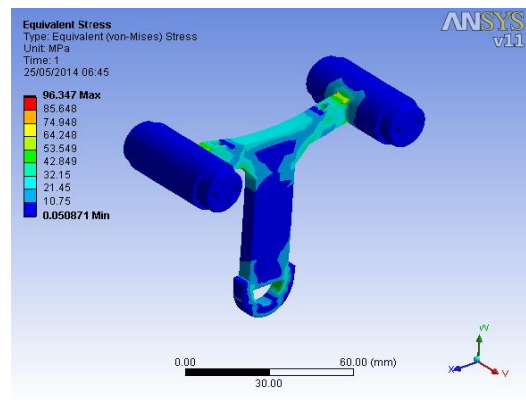 Equivalent Stress
Type: Equivalent (von-Mises) Stress
Unit: MPa
Time: 1
25/05/2014 06:45
96.347 Max
85.648
74.948
64.248
53.549
42.849
32.15
21.45
10.75
0.050871 Min
ANSYS
v11
W
X
V
0.00
60.00 (mm)
30.00